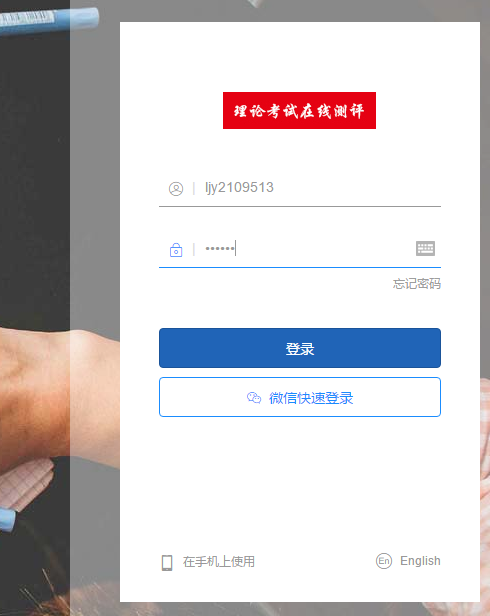 理论考试在线测评
ljy2109513
••••••
忘记密码
登录
微信快速登录
在手机上使用
En English